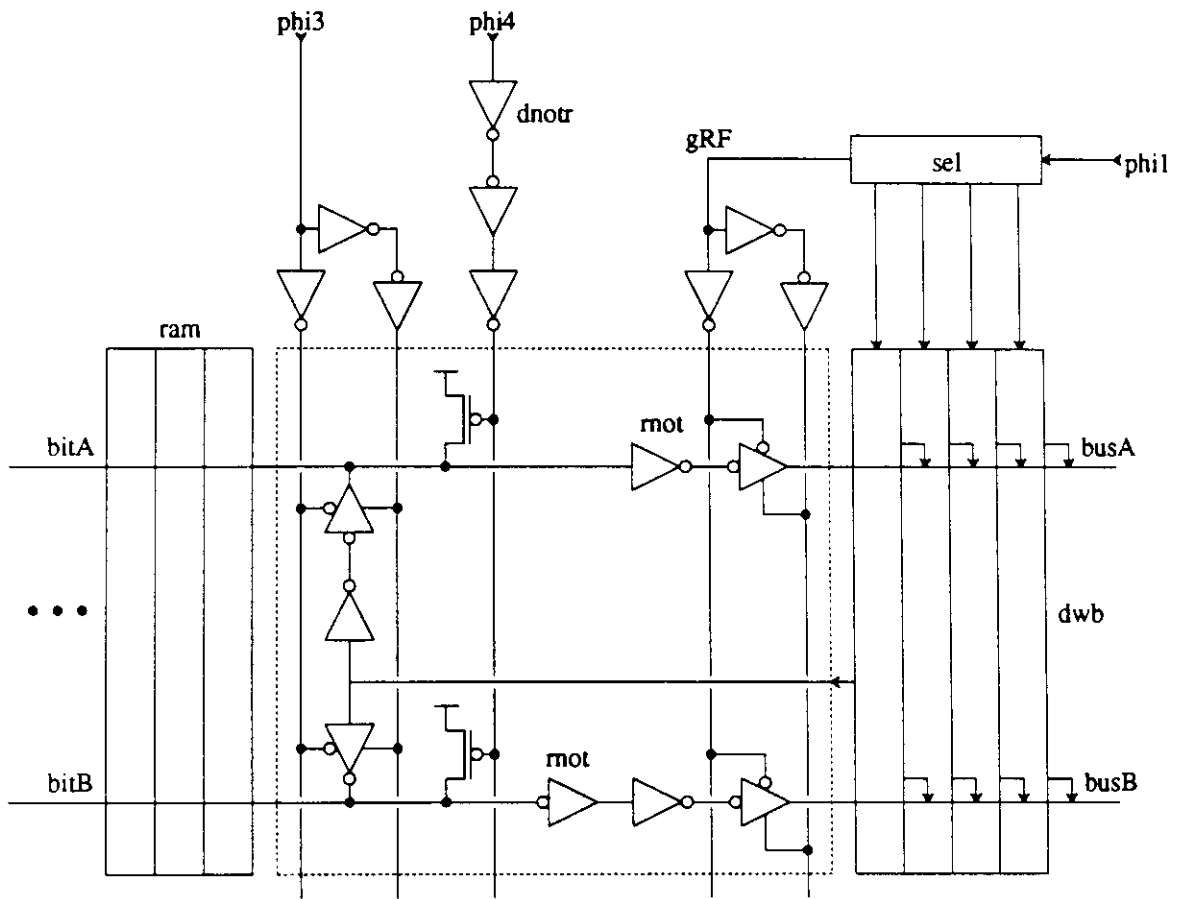 phi3
phi4
dnotr
gRF
sel
phi1
ram
rnot
bitA
busA
dwb
rnot
bitB
busB